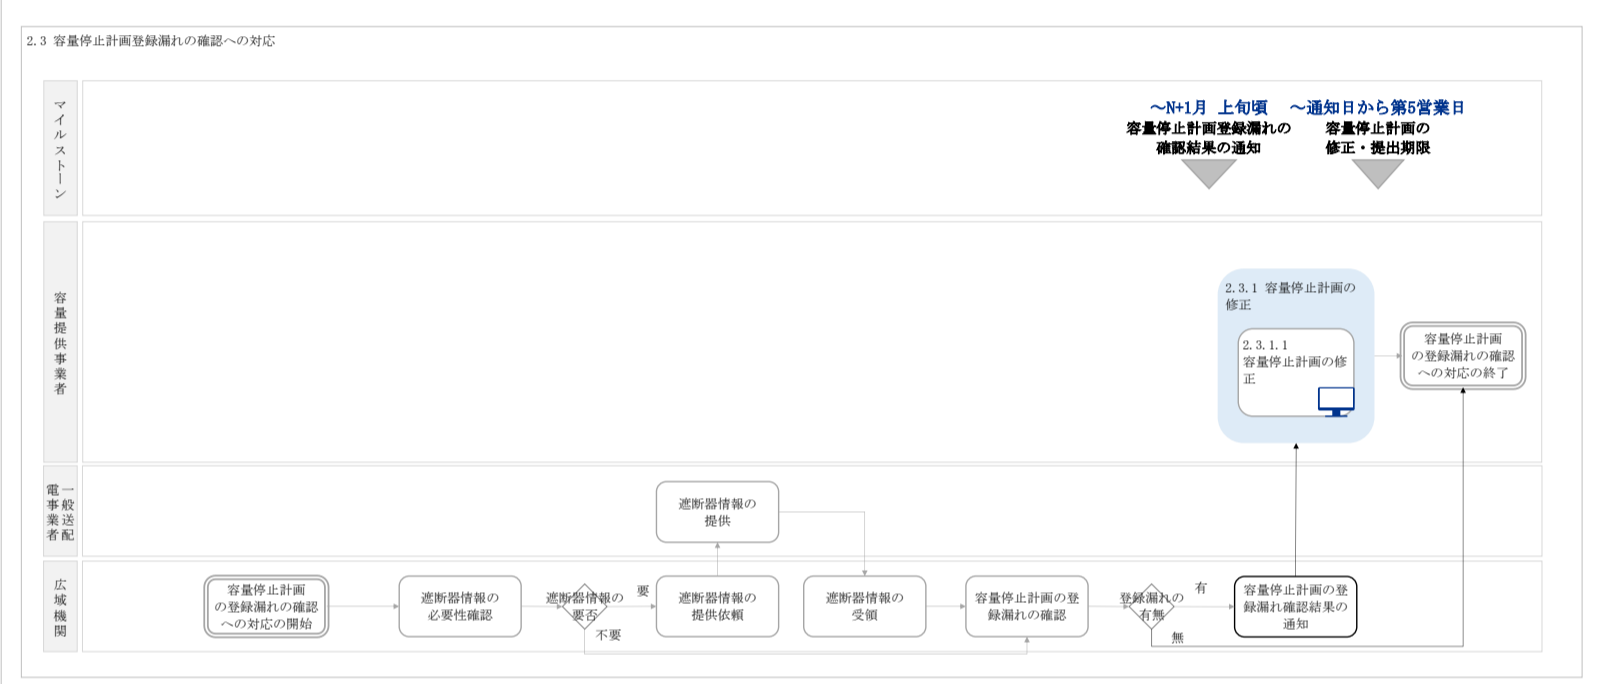 2.3 容量停止計画登録漏れの確認への対応
マイルストーン
～N+1月 上旬頃
容量停止計画登録漏れの
確認結果の通知
～通知日から第5営業日
容量停止計画の
修正・提出期限
容量提供事業者
2.3.1 容量停止計画の
修正
2.3.1.1
容量停止計画の修
正
容量停止計画
の登録漏れの確認
への対応の終了
一般送配
電事業者
遮断器情報の
提供
広域機関
容量停止計画
の登録漏れの確認
への対応の開始
遮断器情報の
必要性確認
遮断器情報の
要否
要
不要
遮断器情報の
提供依頼
遮断器情報の
受領
容量停止計画の登
録漏れの確認
登録漏れの
有無
有
無
容量停止計画の登
録漏れ確認結果の
通知